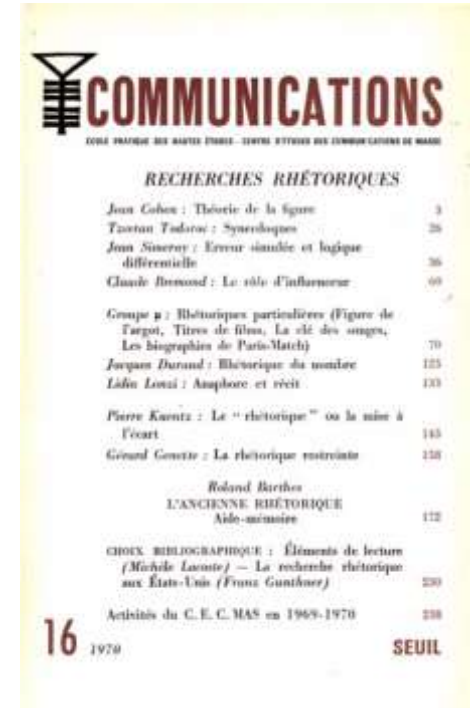 COMMUNICATIONS
ECOLE PRATIQUE DES HAUTES ÉTUDES - CENTRE D'ÉTUDES DES COMMUNICATIONS DE MASSE
RECHERCHES RHÉTORIQUES
Jean Cohen : Théorie de la figure 3
Tzvetan Todorov : Synecdoques 26
Jean Simeray : Erreur simulée et logique
différentielle 36
Claude Bremond : Le rôle d'influenceur 60
Groupe μ : Rhétoriques particulières (Figure de
l'argot, Titres de films, La clé des songes,
Les biographies de Paris-Match) 70
Jacques Durand : Rhétorique du nombre 125
Lidia Lonzi : Anaphore et récit 133
Pierre Kuentz : Le “ rhétorique ” ou la mise à
l'écart 143
Gérard Genette : La rhétorique restreinte 158
Roland Barthes
L'ANCIENNE RHÉTORIQUE
Aide-mémoire 172
CHOIX BIBLIOGRAPHIQUE : Éléments de lecture
(Michèle Lacoste) — La recherche rhétorique
aux États-Unis (Franz Gunthner) 230
Activités du C. E. C. MAS en 1969-1970 238
16 1970 SEUIL